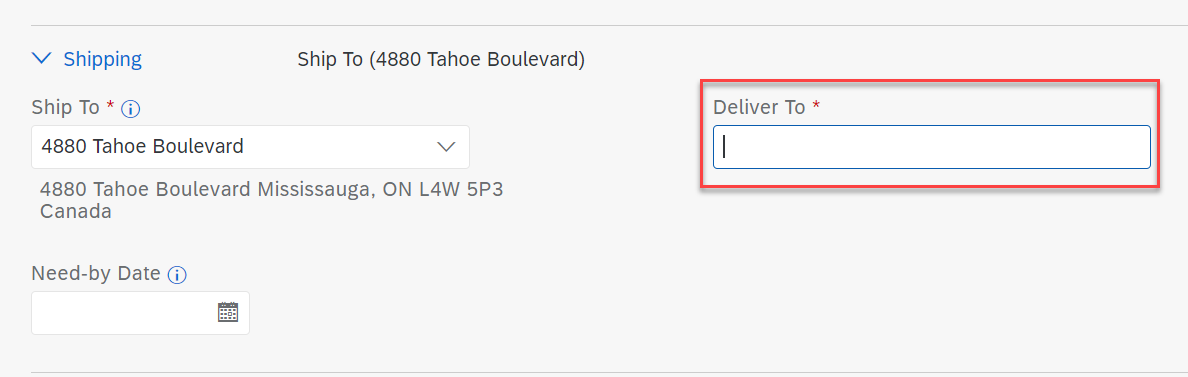 Shipping Ship To (4880 Tahoe Boulevard)
Ship To * Deliver To *
4880 Tahoe Boulevard
4880 Tahoe Boulevard Mississauga, ON L4W 5P3
Canada
Need-by Date